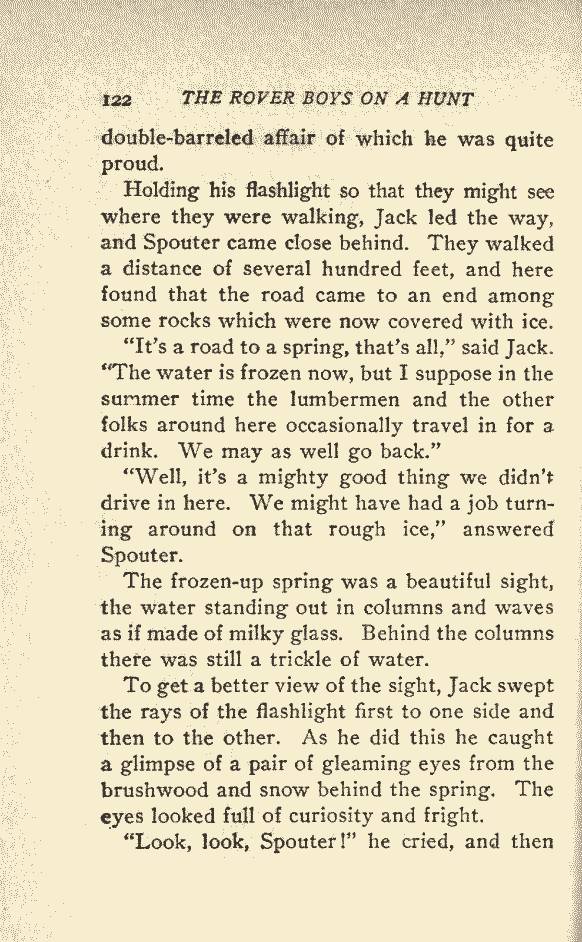 122 THE ROVER BOYS ON A HUNT
double-barreled affair of which he was quite
proud.
Holding his flashlight so that they might see
where they were walking, Jack led the way,
and Spouter came close behind. They walked
a distance of several hundred feet, and here
found that the road came to an end among
some rocks which were now covered with ice.
“It’s a road to a spring, that’s all,” said Jack.
“The water is frozen now, but I suppose in the
summer time the lumbermen and the other
folks around here occasionally travel in for a
drink. We may as well go back.”
“Well, it’s a mighty good thing we didn’t
drive in here. We might have had a job turn-
ing around on that rough ice,” answered
Spouter.
The frozen-up spring was a beautiful sight,
the water standing out in columns and waves
as if made of milky glass. Behind the columns
there was still a trickle of water.
To get a better view of the sight, Jack swept
the rays of the flashlight first to one side and
then to the other. As he did this he caught
a glimpse of a pair of gleaming eyes from the
brushwood and snow behind the spring. The
eyes looked full of curiosity and fright.
“Look, look, Spouter!” he cried, and then